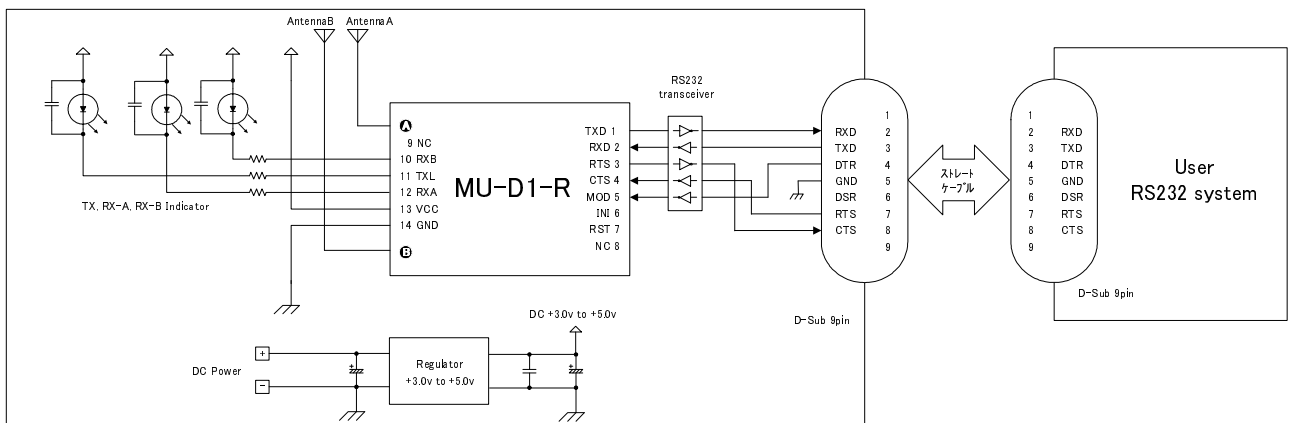 AntennaB AntennaA
RS232
transceiver
A
9 NC
10 RXB
11 TXL
12 RXA
13 VCC
14 GND
B
MU-D1-R
TXD 1
RXD 2
RTS 3
CTS 4
MOD 5
INI 6
RST 7
NC 8
TX, RX-A, RX-B Indicator
1
RXD 2
TXD 3
DTR 4
GND 5
DSR 6
RTS 7
CTS 8
9
D-Sub 9pin
ストレート
ケーブル
1
2 RXD
3 TXD
4 DTR
5 GND
6 DSR
7 RTS
8 CTS
9
D-Sub 9pin
User
RS232 system
DC Power
+
-
Regulator
+3.0v to +5.0v
+
DC +3.0v to +5.0v
+